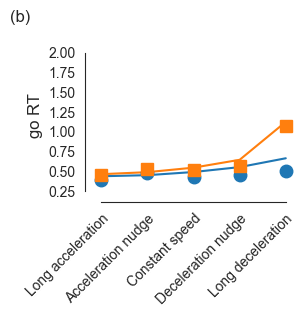 (b)
go RT
2.00
1.75
1.50
1.25
1.00
0.75
0.50
0.25
Long acceleration
Acceleration nudge
Constant speed
Deceleration nudge
Long deceleration